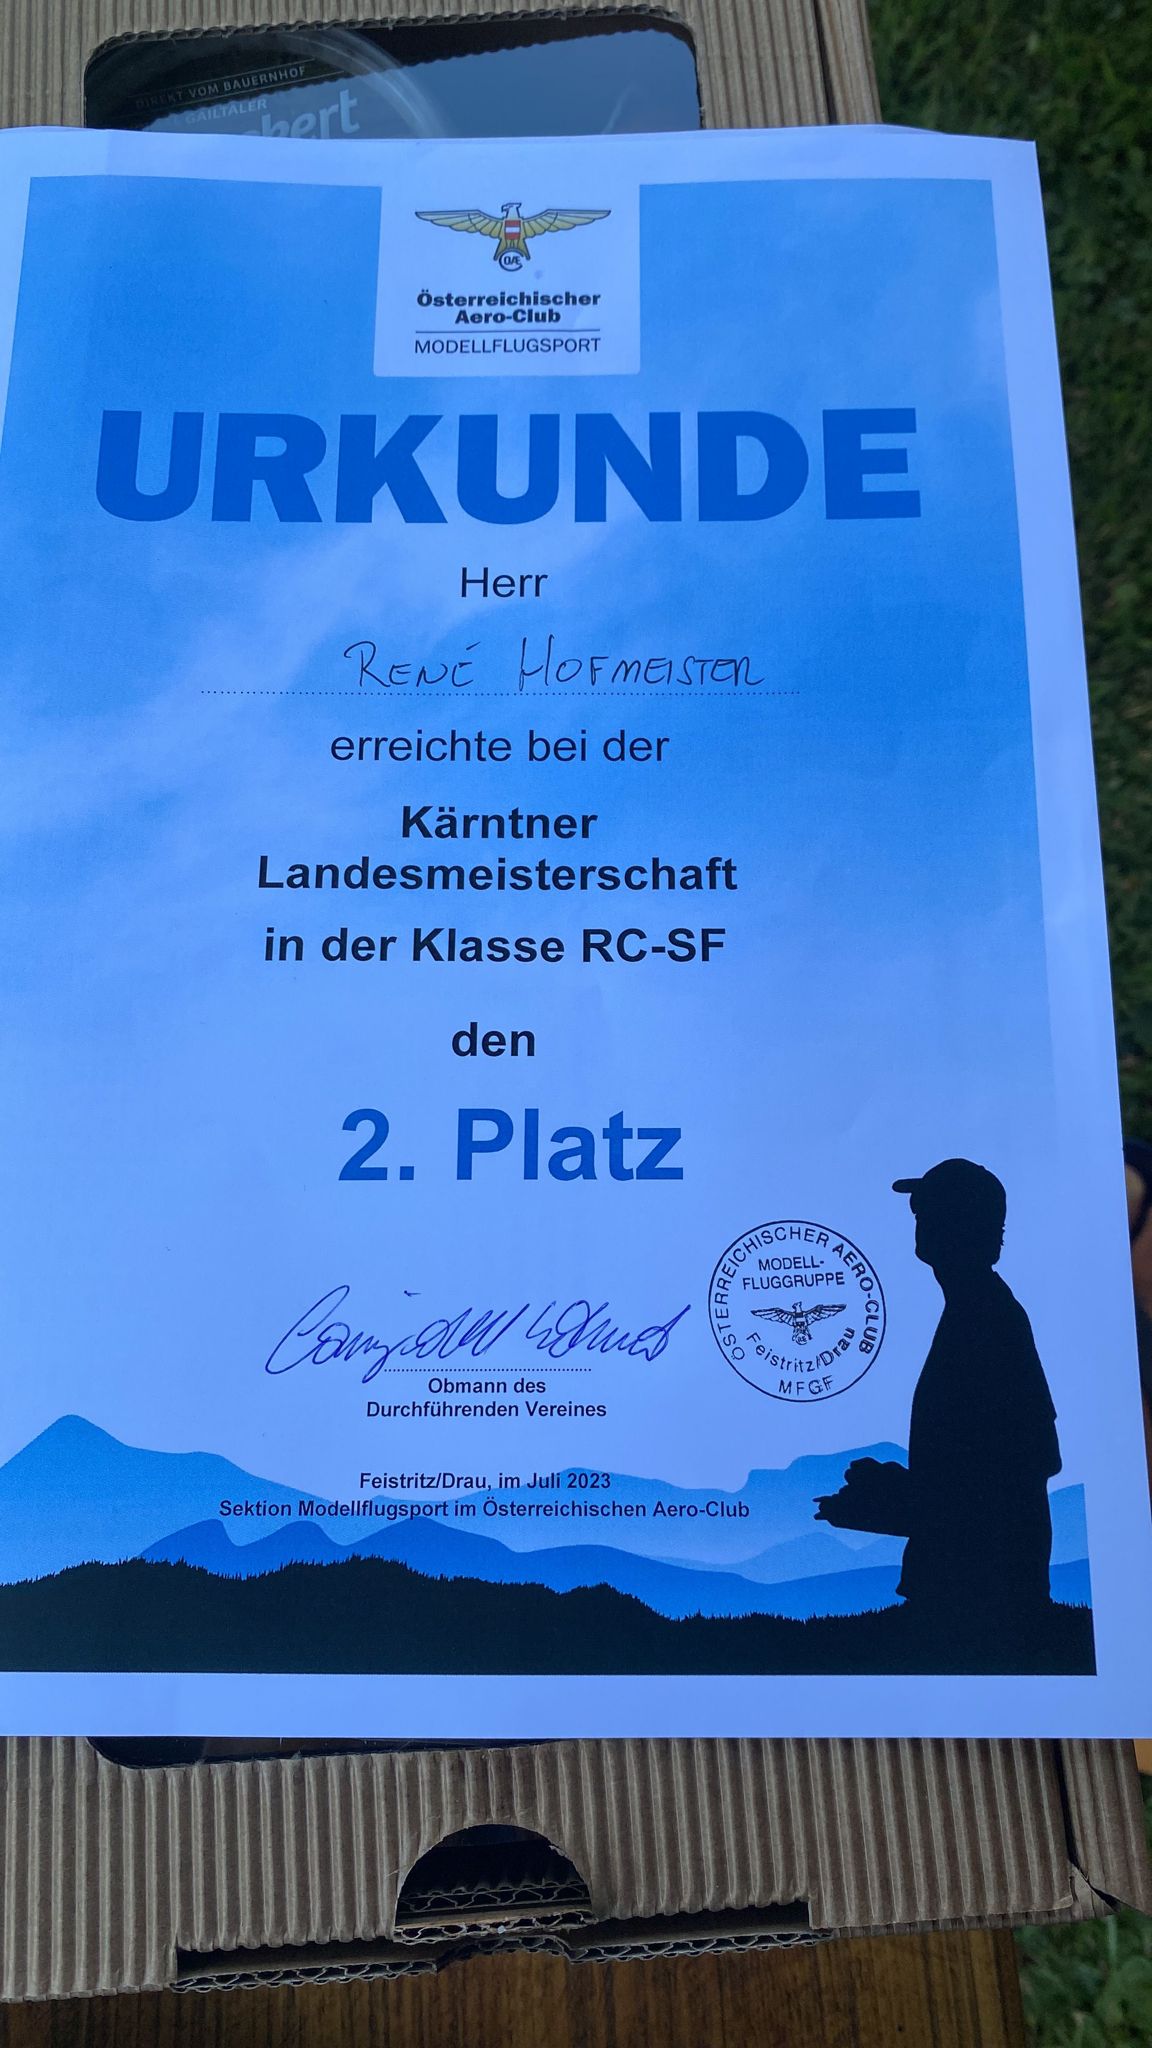 DIREKT VOM BAUERNHOF
GAILTALER
Österreichischer
Aero-Club
MODELLFLUGSPORT
URKUNDE
Herr
RENÉ HOFMEISTER
erreichte bei der
Kärntner
Landesmeisterschaft
in der Klasse RC-SF
den
2. Platz
ÖSTERREICHISCHER AERO-CLUB
MODELL-
FLUGGRUPPE
Feistritz/Drau
MFGF
Obmann des
Durchführenden Vereines
Feistritz/Drau, im Juli 2023
Sektion Modellflugsport im Österreichischen Aero-Club